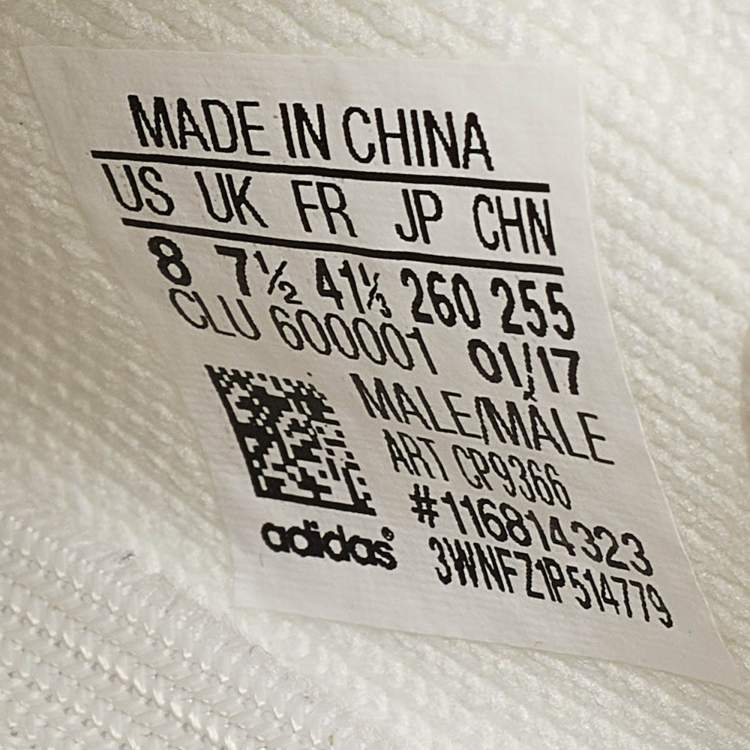 MADE IN CHINA
US UK FR JP CHN
8 7½ 41⅓ 260 255
CLU 600001 01/17
MALE/MÂLE
ART CP9366
#116814323
adidas® 3WNFZ1P514779